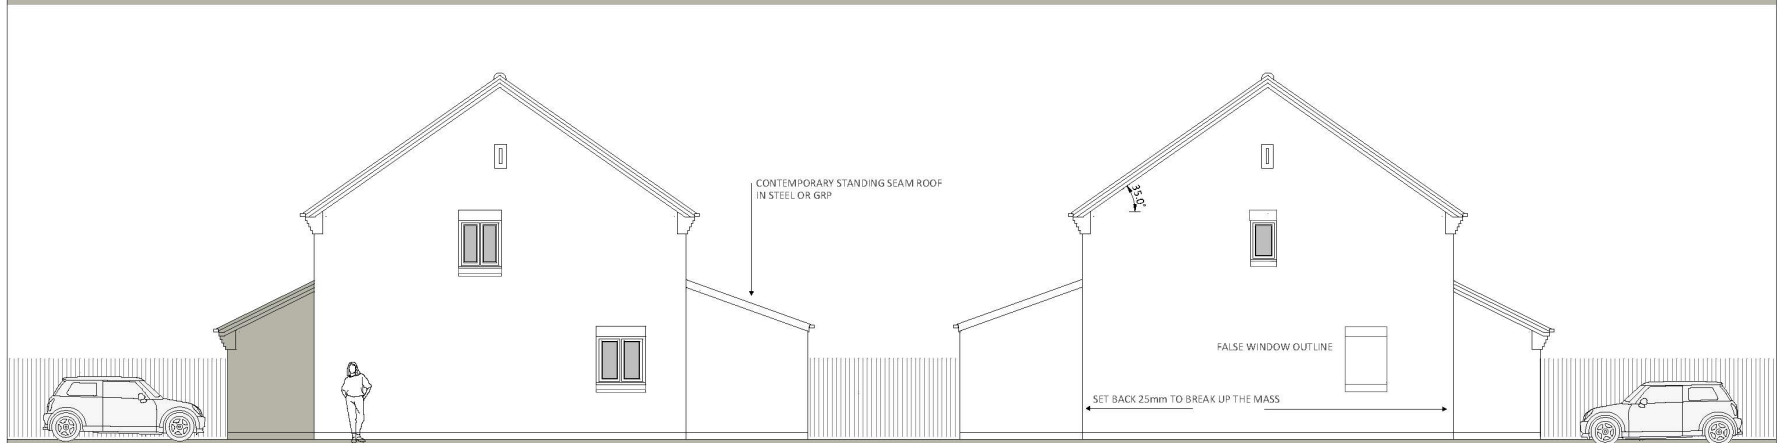 CONTEMPORARY STANDING SEAM ROOF
IN STEEL OR GRP
35.0°
FALSE WINDOW OUTLINE
SET BACK 25mm TO BREAK UP THE MASS